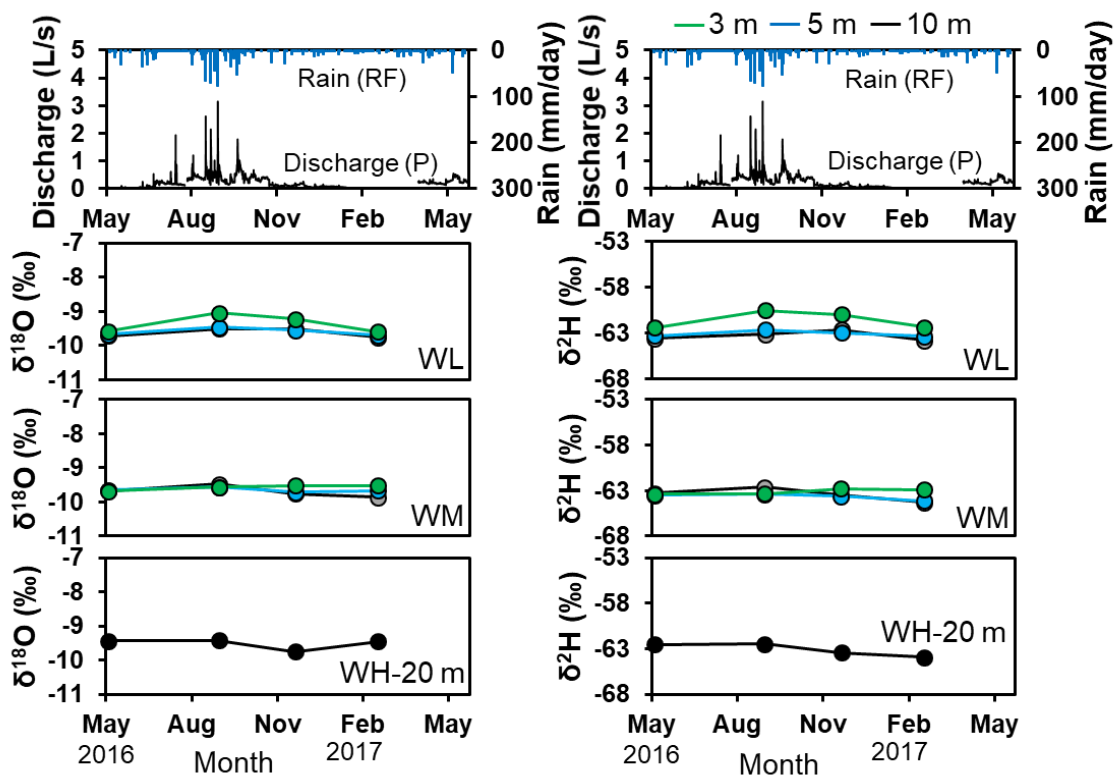 3 m 5 m 10 m
Discharge (L/s)
5
4
3
2
1
0
Rain (RF)
Discharge (P)
0
100
200
300
Rain (mm/day)
May Aug Nov Feb May
Discharge (L/s)
5
4
3
2
1
0
Rain (RF)
Discharge (P)
0
100
200
300
Rain (mm/day)
May Aug Nov Feb May
δ¹⁸O (‰)
-7
-8
-9
-10
-11
WL
δ²H (‰)
-53
-58
-63
-68
WL
δ¹⁸O (‰)
-7
-8
-9
-10
-11
WM
δ²H (‰)
-53
-58
-63
-68
WM
δ¹⁸O (‰)
-7
-8
-9
-10
-11
WH-20 m
May Aug Nov Feb May
2016 2017
Month
δ²H (‰)
-53
-58
-63
-68
WH-20 m
May Aug Nov Feb May
2016 2017
Month